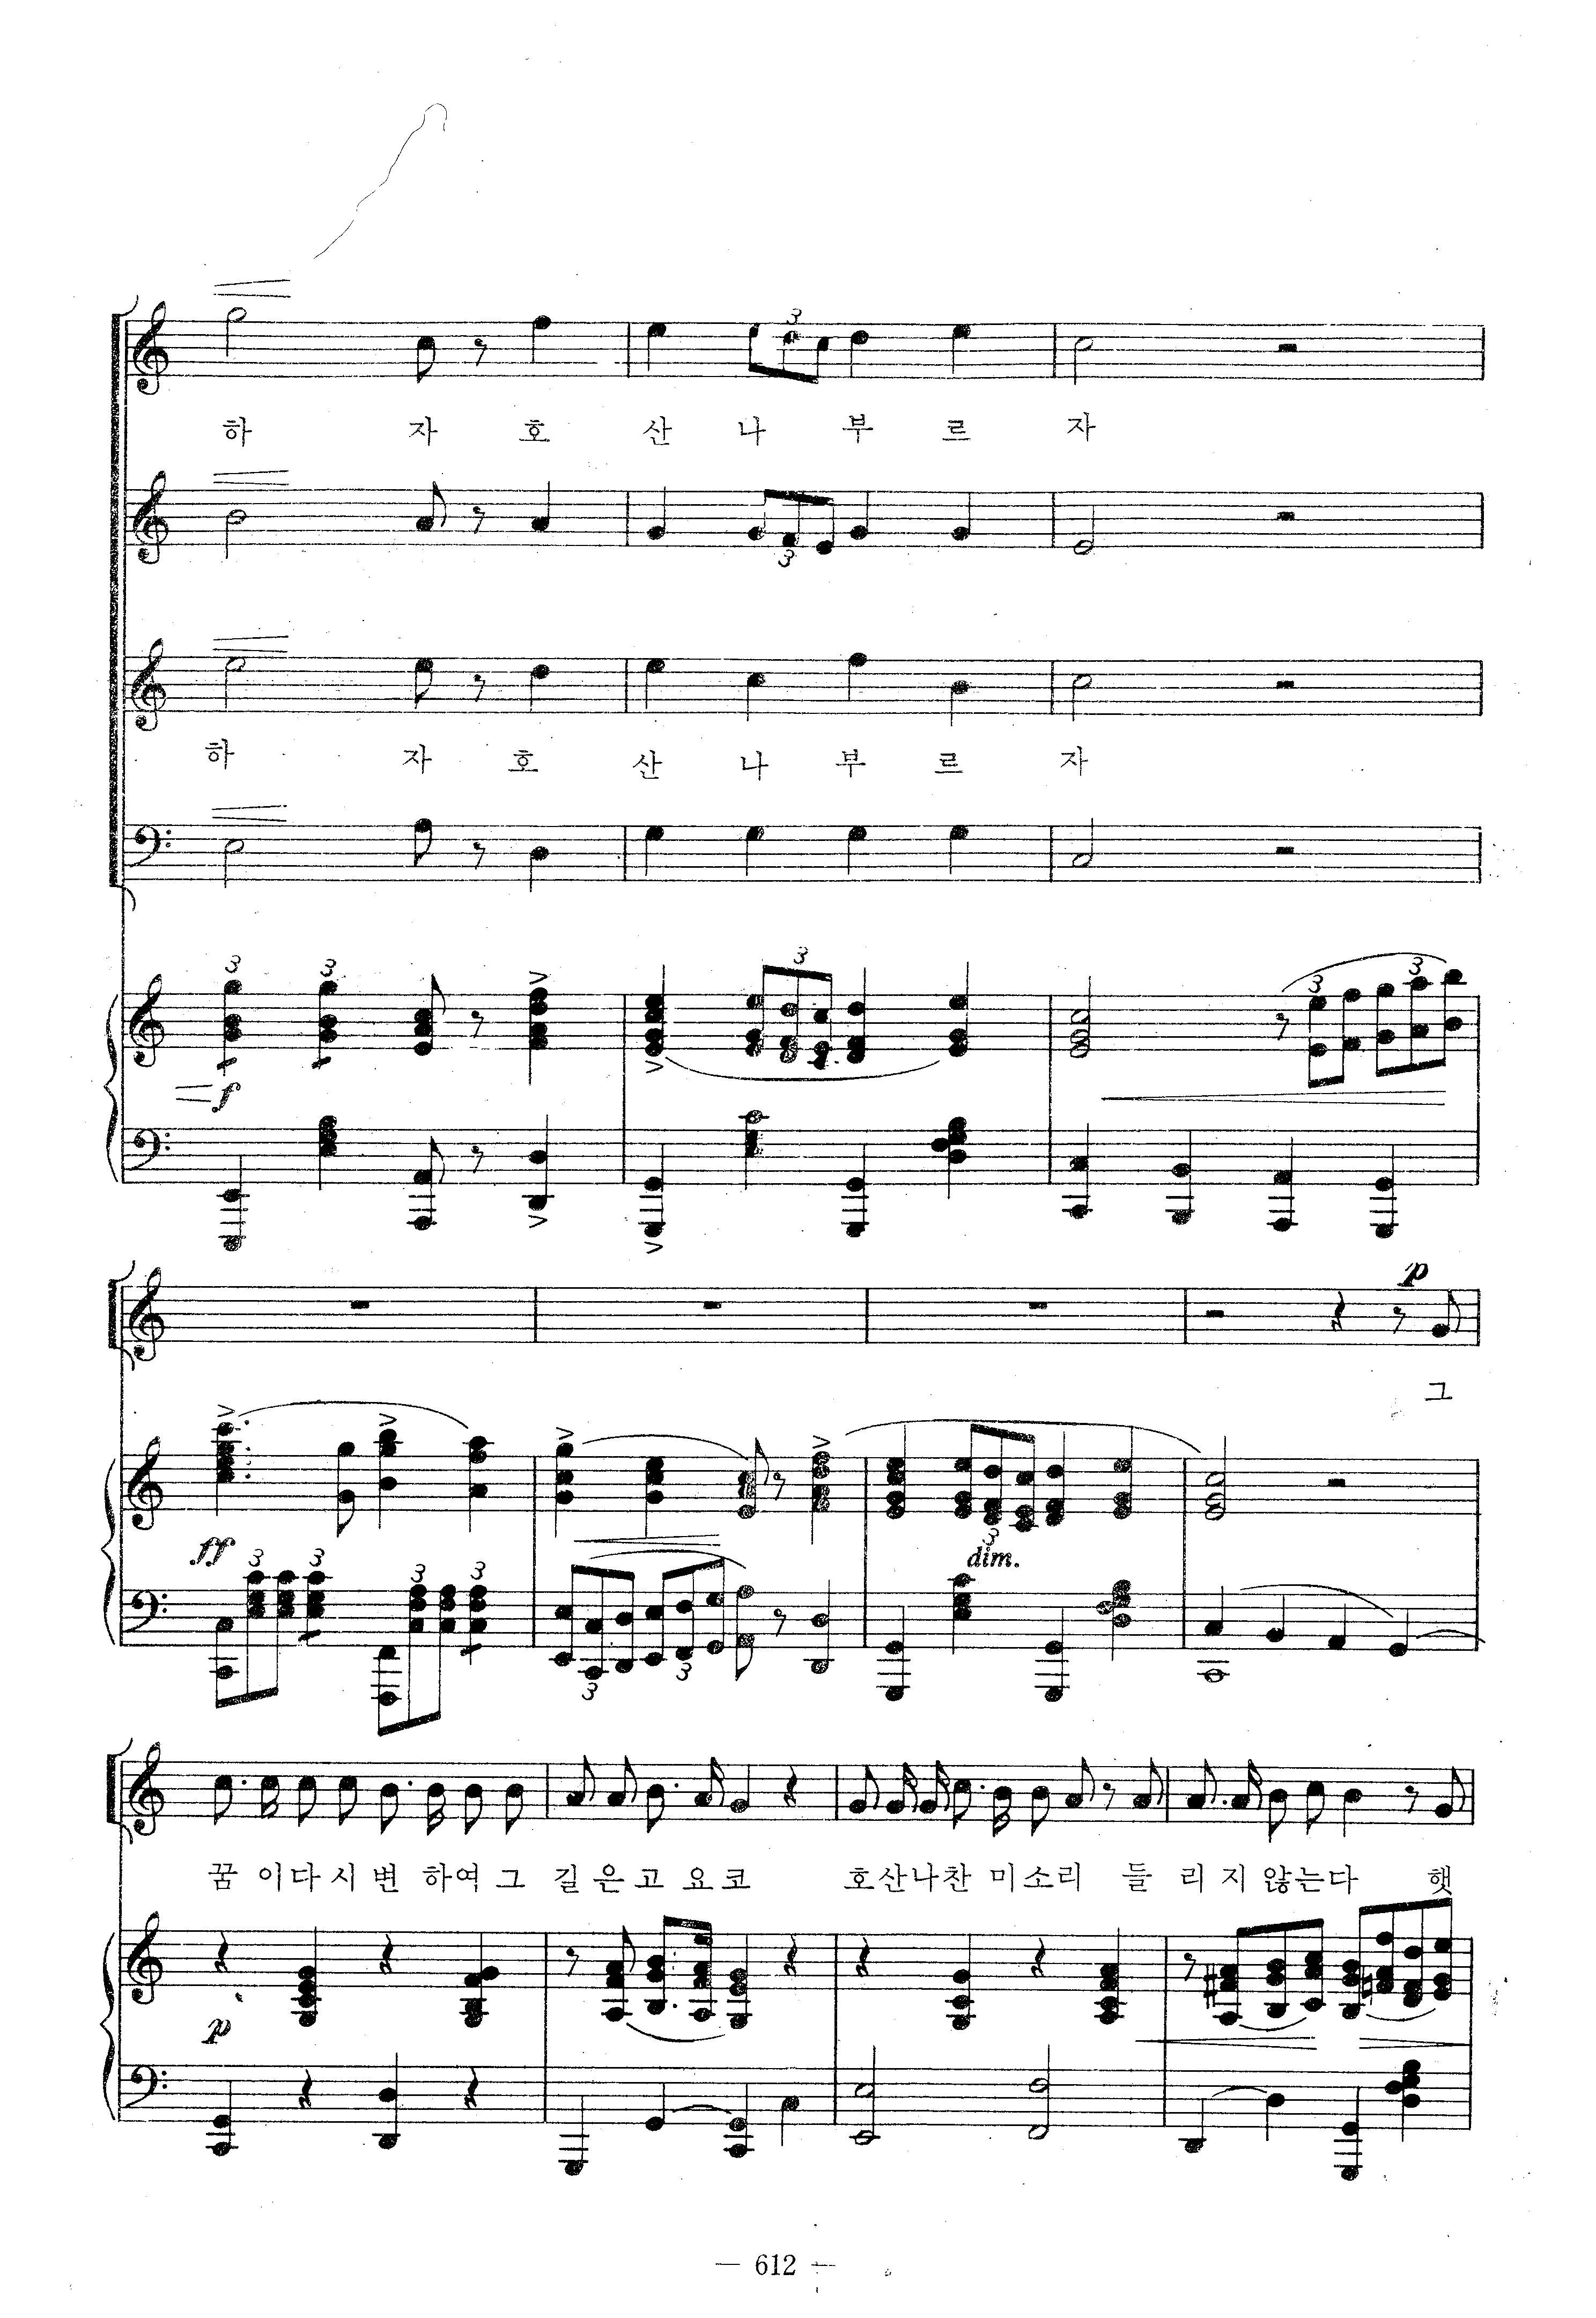 3
하 자 호 산 나 부 르 자
3
하 자 호 산 나 부 르 자
3 3 3 3 3
f
p
그
ff 3 3 3 3 3 3 3 dim.
꿈 이다 시 변 하여 그 길 은 고 요 코 호산나찬 미소리 들 리 지 않는다 햇
p
— 612 —